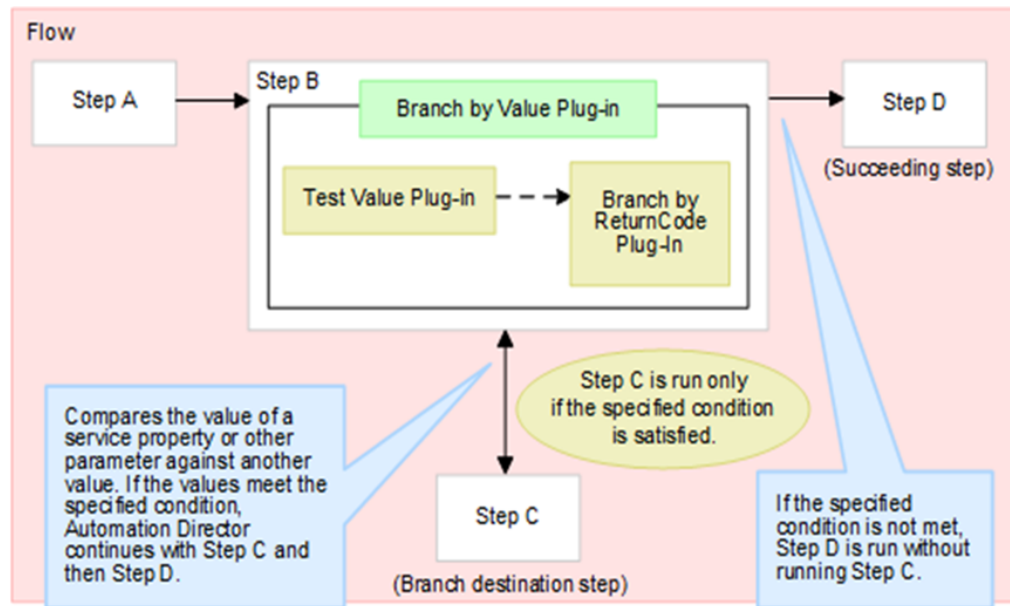 Flow
Step A
Step B
Branch by Value Plug-in
Test Value Plug-in
Branch by
ReturnCode
Plug-In
Step D
(Succeeding step)
Step C is run only
if the specified condition
is satisfied.
Compares the value of a
service property or other
parameter against another
value. If the values meet the
specified condition,
Automation Director
continues with Step C and
then Step D.
Step C
(Branch destination step)
If the specified
condition is not met,
Step D is run without
running Step C.